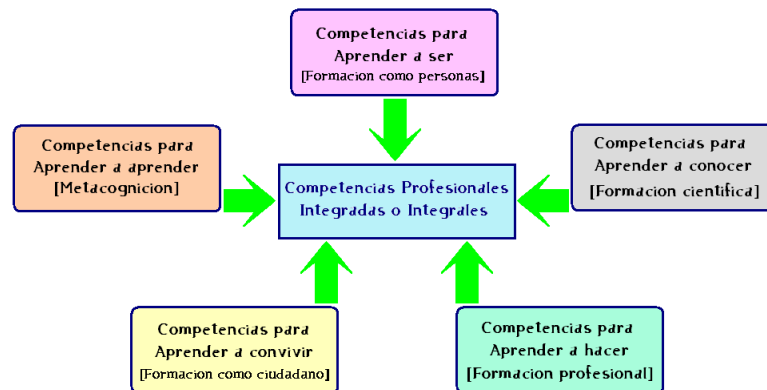 Competencias para
Aprender a ser
[Formacion como personas]
Competencias para
Aprender a aprender
[Metacognicion]
Competencias para
Aprender a conocer
[Formacion cientifica]
Competencias Profesionales
Integradas o Integrales
Competencias para
Aprender a convivir
[Formacion como ciudadano]
Competencias para
Aprender a hacer
[Formacion profesional]